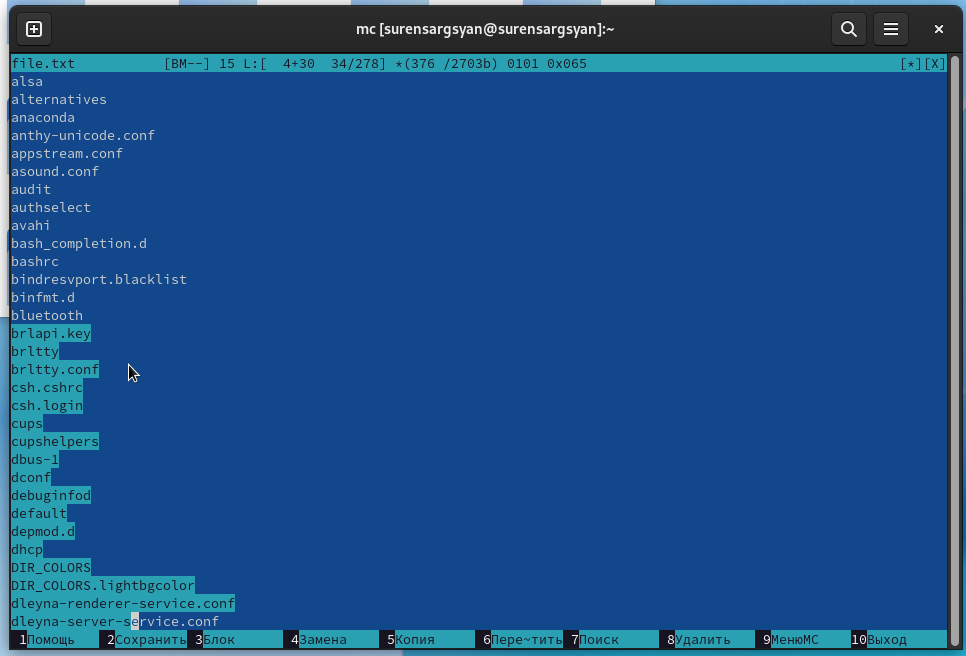 mc [surensargsyan@surensargsyan]:~
file.txt [BM--] 15 L:[ 4+30 34/278] *(376 /2703b) 0101 0x065 [*][X]
alsa
alternatives
anaconda
anthy-unicode.conf
appstream.conf
asound.conf
audit
authselect
avahi
bash_completion.d
bashrc
bindresvport.blacklist
binfmt.d
bluetooth
brlapi.key
brltty
brltty.conf
csh.cshrc
csh.login
cups
cupshelpers
dbus-1
dconf
debuginfod
default
depmod.d
dhcp
DIR_COLORS
DIR_COLORS.lightbgcolor
dleyna-renderer-service.conf
dleyna-server-service.conf
1Помощь 2Сохранить 3Блок 4Замена 5Копия 6Пере~тить 7Поиск 8Удалить 9МенюMC 10Выход